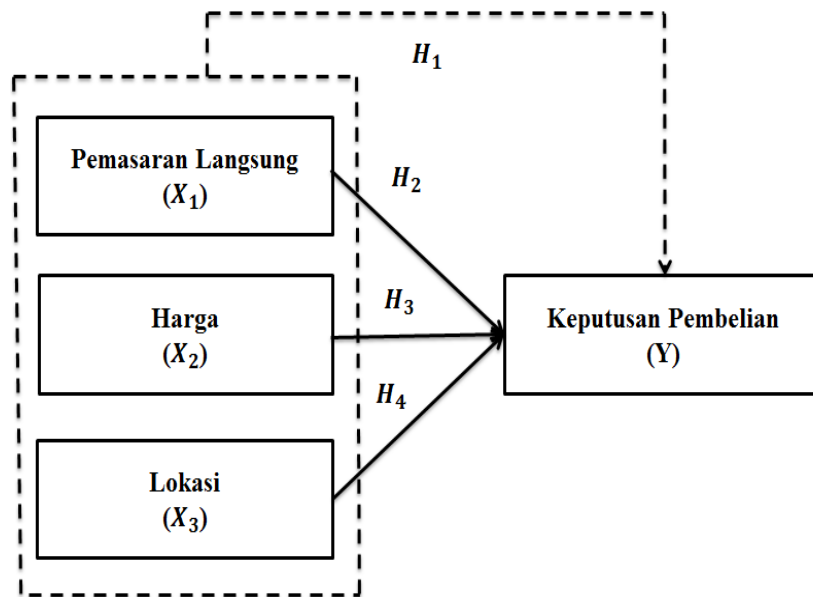 H₁
Pemasaran Langsung
(X₁)
H₂
Harga
(X₂)
H₃
Keputusan Pembelian
(Y)
H₄
Lokasi
(X₃)